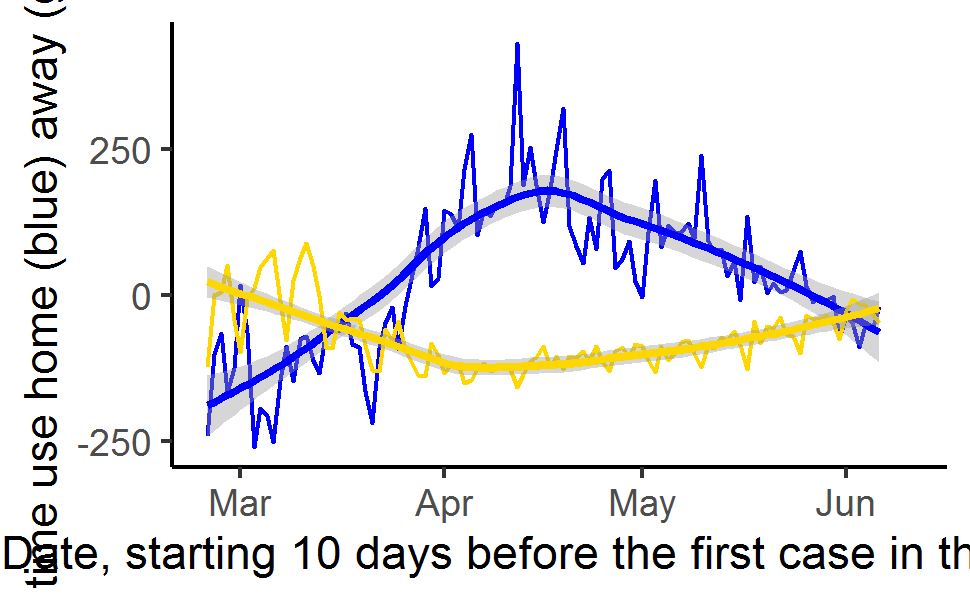 time use home (blue) away (
250
0
-250
Mar Apr May Jun
Date, starting 10 days before the first case in th